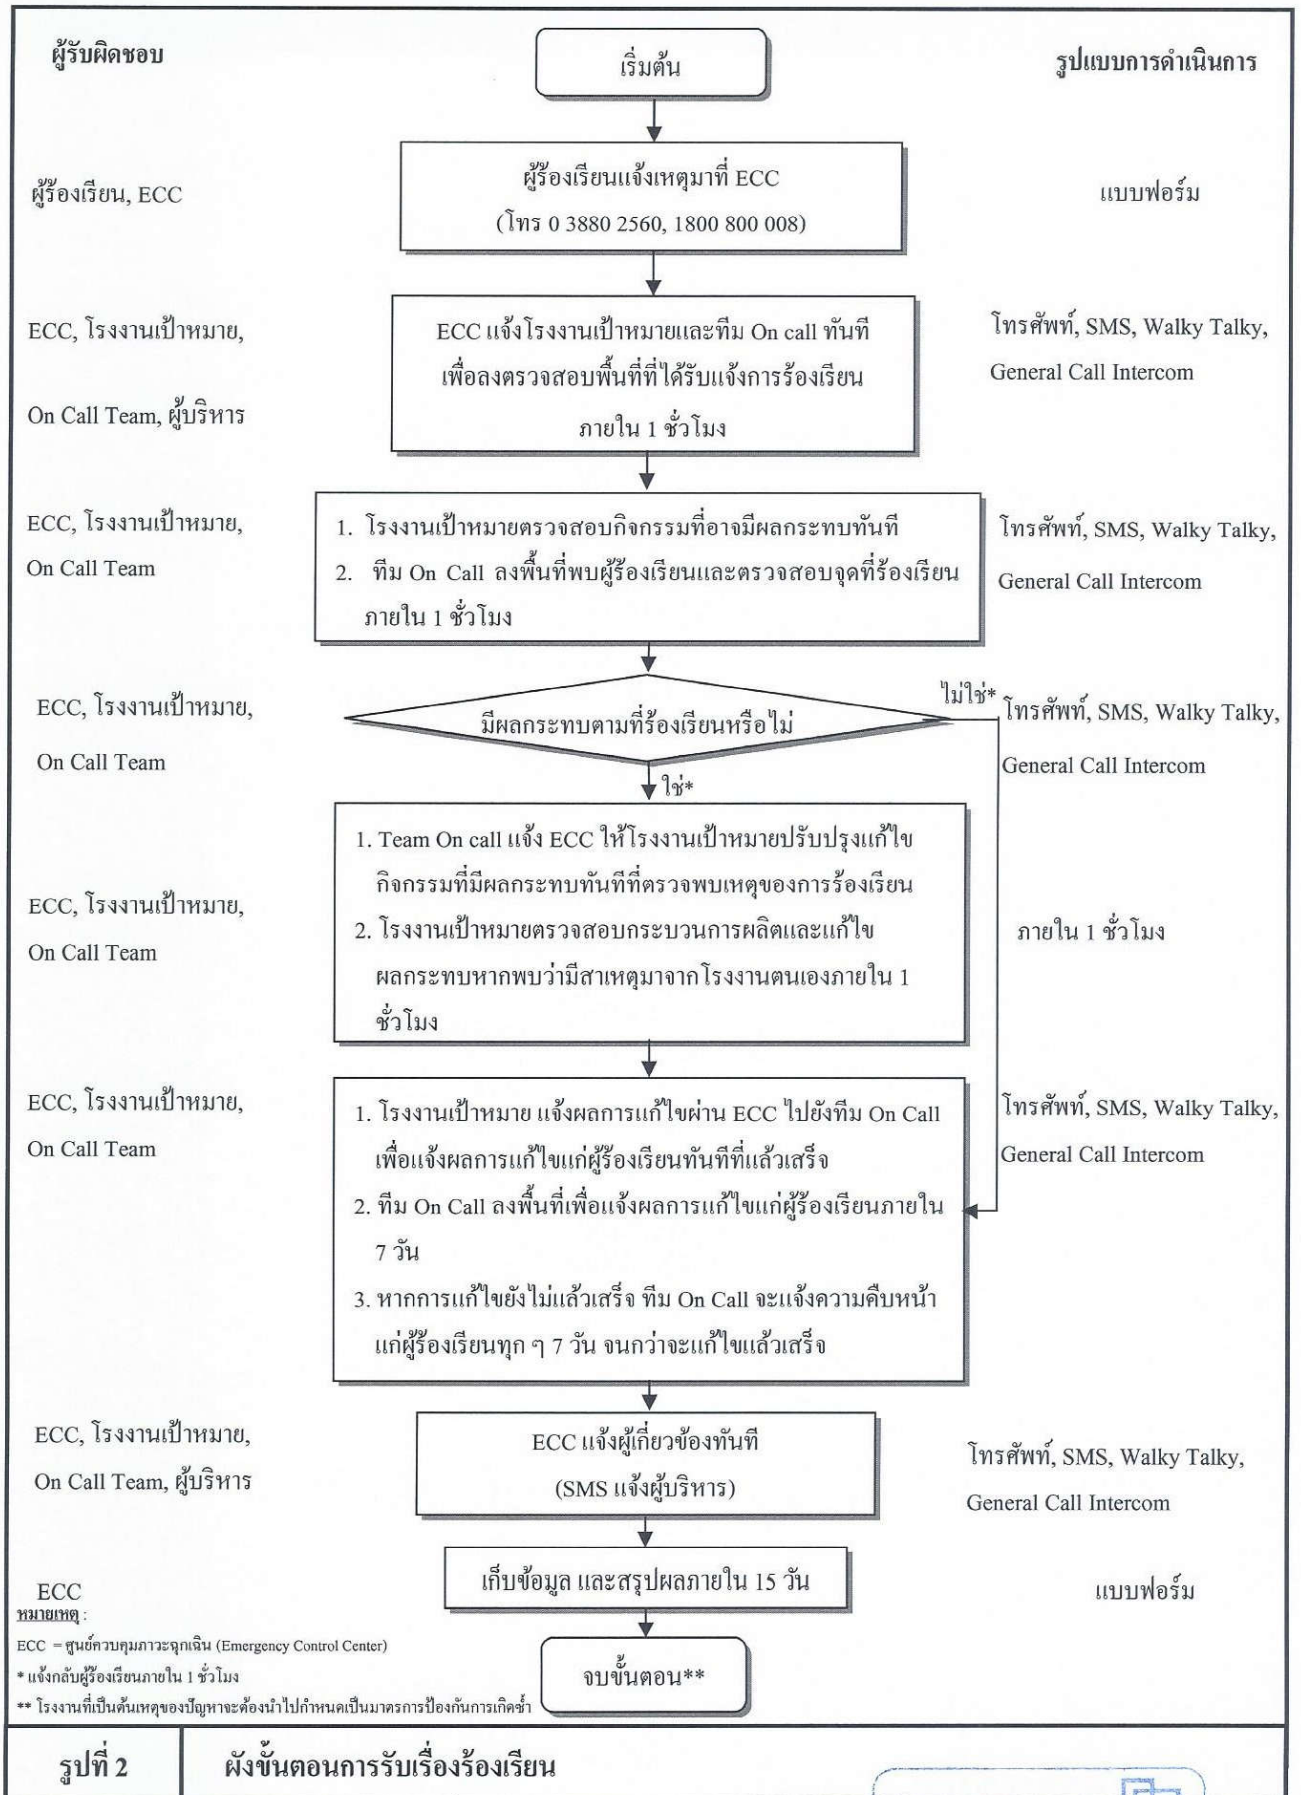 ผู้รับผิดชอบ
เริ่มต้น
รูปแบบการดำเนินการ
ผู้ร้องเรียน, ECC
ผู้ร้องเรียนแจ้งเหตุมาที่ ECC
(โทร 0 3880 2560, 1800 800 008)
แบบฟอร์ม
ECC, โรงงานเป้าหมาย,
On Call Team, ผู้บริหาร
ECC แจ้งโรงงานเป้าหมายและทีม On call ทันที
เพื่อลงตรวจสอบพื้นที่ที่ได้รับแจ้งการร้องเรียน
ภายใน 1 ชั่วโมง
โทรศัพท์, SMS, Walky Talky,
General Call Intercom
ECC, โรงงานเป้าหมาย,
On Call Team
1. โรงงานเป้าหมายตรวจสอบกิจกรรมที่อาจมีผลกระทบทันที
2. ทีม On Call ลงพื้นที่พบผู้ร้องเรียนและตรวจสอบจุดที่ร้องเรียน
ภายใน 1 ชั่วโมง
โทรศัพท์, SMS, Walky Talky,
General Call Intercom
ECC, โรงงานเป้าหมาย,
On Call Team
มีผลกระทบตามที่ร้องเรียนหรือไม่
ไม่ใช่*
ใช่*
โทรศัพท์, SMS, Walky Talky,
General Call Intercom
ECC, โรงงานเป้าหมาย,
On Call Team
1. Team On call แจ้ง ECC ให้โรงงานเป้าหมายปรับปรุงแก้ไข
กิจกรรมที่มีผลกระทบทันทีที่ตรวจพบเหตุของการร้องเรียน
2. โรงงานเป้าหมายตรวจสอบกระบวนการผลิตและแก้ไข
ผลกระทบหากพบว่ามีสาเหตุมาจากโรงงานตนเองภายใน 1
ชั่วโมง
ภายใน 1 ชั่วโมง
ECC, โรงงานเป้าหมาย,
On Call Team
1. โรงงานเป้าหมาย แจ้งผลการแก้ไขผ่าน ECC ไปยังทีม On Call
เพื่อแจ้งผลการแก้ไขแก่ผู้ร้องเรียนทันทีที่แล้วเสร็จ
2. ทีม On Call ลงพื้นที่เพื่อแจ้งผลการแก้ไขแก่ผู้ร้องเรียนภายใน
7 วัน
3. หากการแก้ไขยังไม่แล้วเสร็จ ทีม On Call จะแจ้งความคืบหน้า
แก่ผู้ร้องเรียนทุก ๆ 7 วัน จนกว่าจะแก้ไขแล้วเสร็จ
โทรศัพท์, SMS, Walky Talky,
General Call Intercom
ECC, โรงงานเป้าหมาย,
On Call Team, ผู้บริหาร
ECC แจ้งผู้เกี่ยวข้องทันที
(SMS แจ้งผู้บริหาร)
โทรศัพท์, SMS, Walky Talky,
General Call Intercom
ECC
เก็บข้อมูล และสรุปผลภายใน 15 วัน
แบบฟอร์ม
หมายเหตุ :
ECC = ศูนย์ควบคุมภาวะฉุกเฉิน (Emergency Control Center)
* แจ้งกลับผู้ร้องเรียนภายใน 1 ชั่วโมง
** โรงงานที่เป็นต้นเหตุของปัญหาจะต้องนำไปกำหนดเป็นมาตรการป้องกันการเกิดซ้ำ
จบขั้นตอน**
รูปที่ 2
ผังขั้นตอนการรับเรื่องร้องเรียน